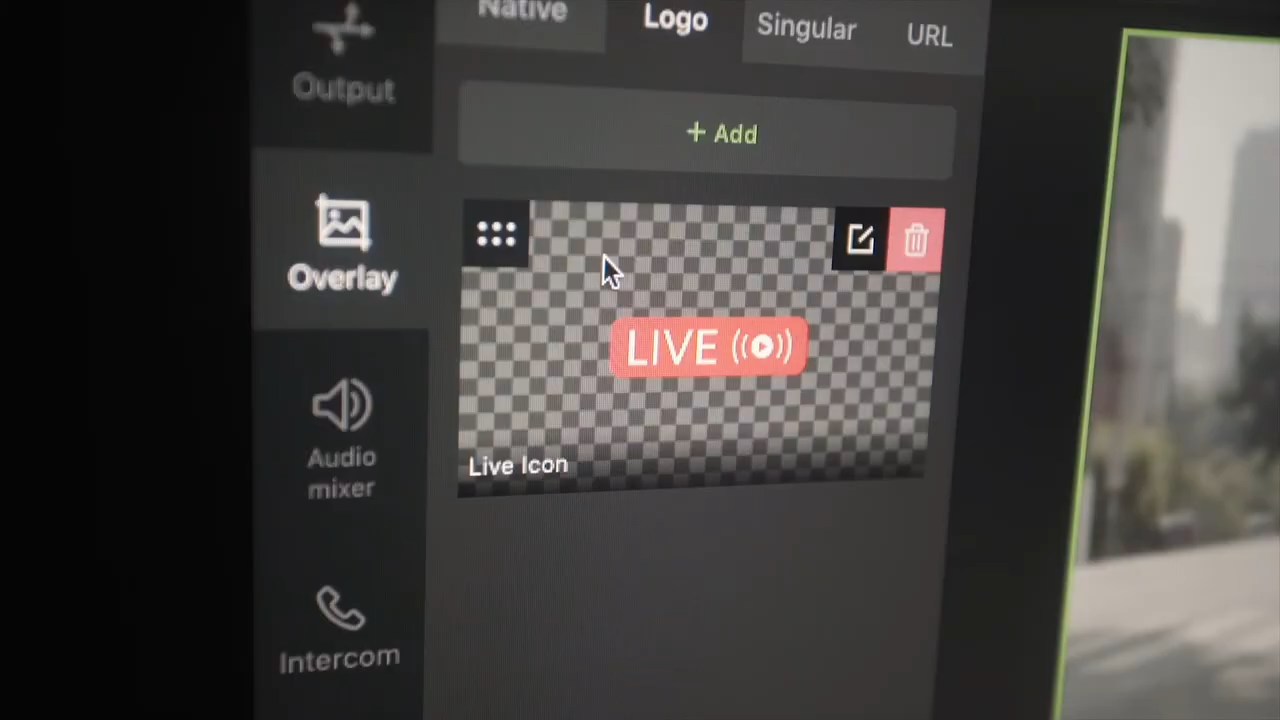 Native
Logo
Singular
URL
Output
+ Add
Overlay
LIVE
Live Icon
Audio
mixer
Intercom